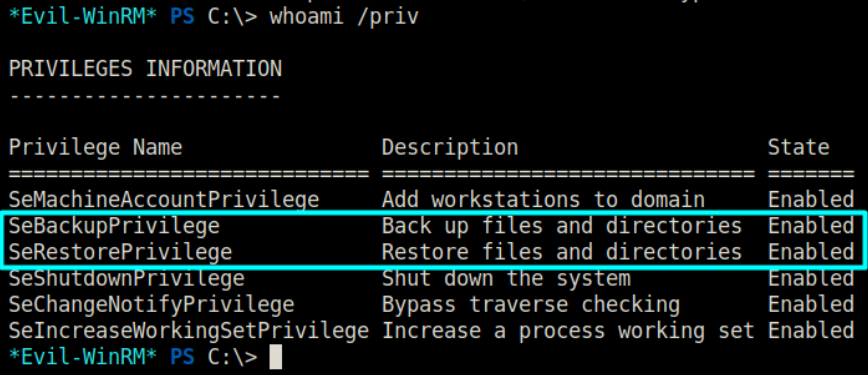 *Evil-WinRM* PS C:\> whoami /priv
PRIVILEGES INFORMATION
----------------------
Privilege Name                Description                    State
============================= ============================== =======
SeMachineAccountPrivilege     Add workstations to domain     Enabled
SeBackupPrivilege             Back up files and directories  Enabled
SeRestorePrivilege            Restore files and directories  Enabled
SeShutdownPrivilege           Shut down the system           Enabled
SeChangeNotifyPrivilege       Bypass traverse checking       Enabled
SeIncreaseWorkingSetPrivilege Increase a process working set Enabled
*Evil-WinRM* PS C:\>